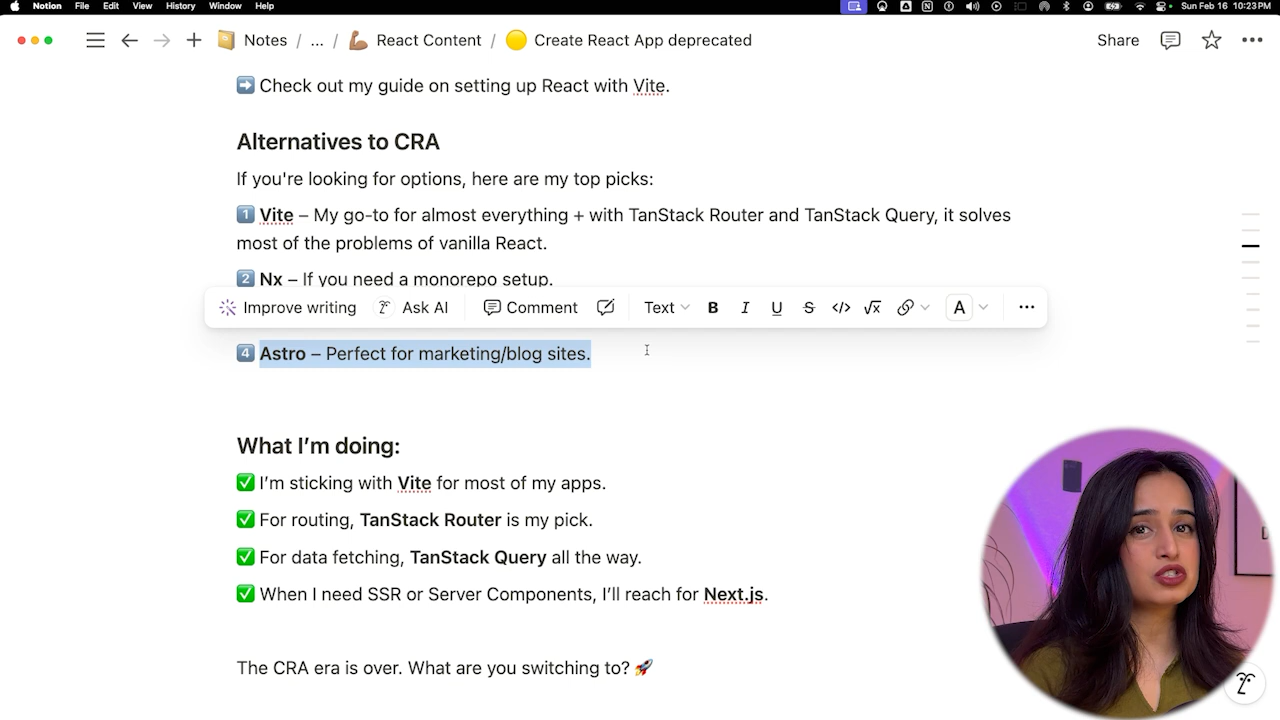 Notion File Edit View History Window Help Sun Feb 16 10:23 PM
Notes / ... / React Content / Create React App deprecated Share
➡️ Check out my guide on setting up React with Vite.
Alternatives to CRA
If you're looking for options, here are my top picks:
1️⃣ Vite – My go-to for almost everything + with TanStack Router and TanStack Query, it solves
most of the problems of vanilla React.
2️⃣ Nx – If you need a monorepo setup.
Improve writing Ask AI Comment Text B I U S </> √x A
4️⃣ Astro – Perfect for marketing/blog sites.
What I'm doing:
✅ I'm sticking with Vite for most of my apps.
✅ For routing, TanStack Router is my pick.
✅ For data fetching, TanStack Query all the way.
✅ When I need SSR or Server Components, I'll reach for Next.js.
The CRA era is over. What are you switching to? 🚀